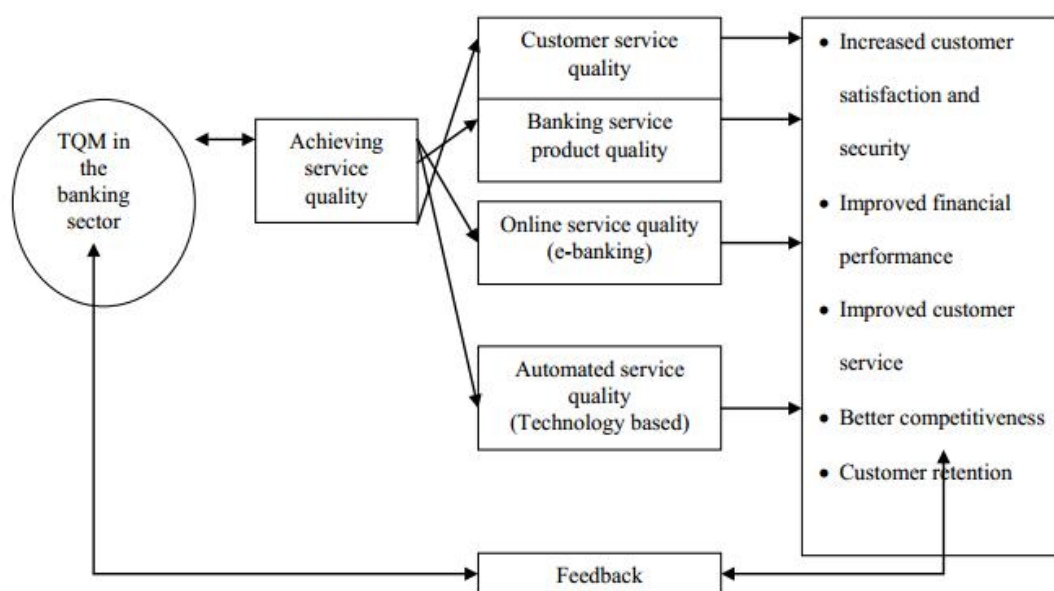 TQM in
the
banking
sector
Achieving
service
quality
Customer service
quality
Banking service
product quality
Online service quality
(e-banking)
Automated service
quality
(Technology based)
• Increased customer
satisfaction and
security
• Improved financial
performance
• Improved customer
service
• Better competitiveness
• Customer retention
Feedback